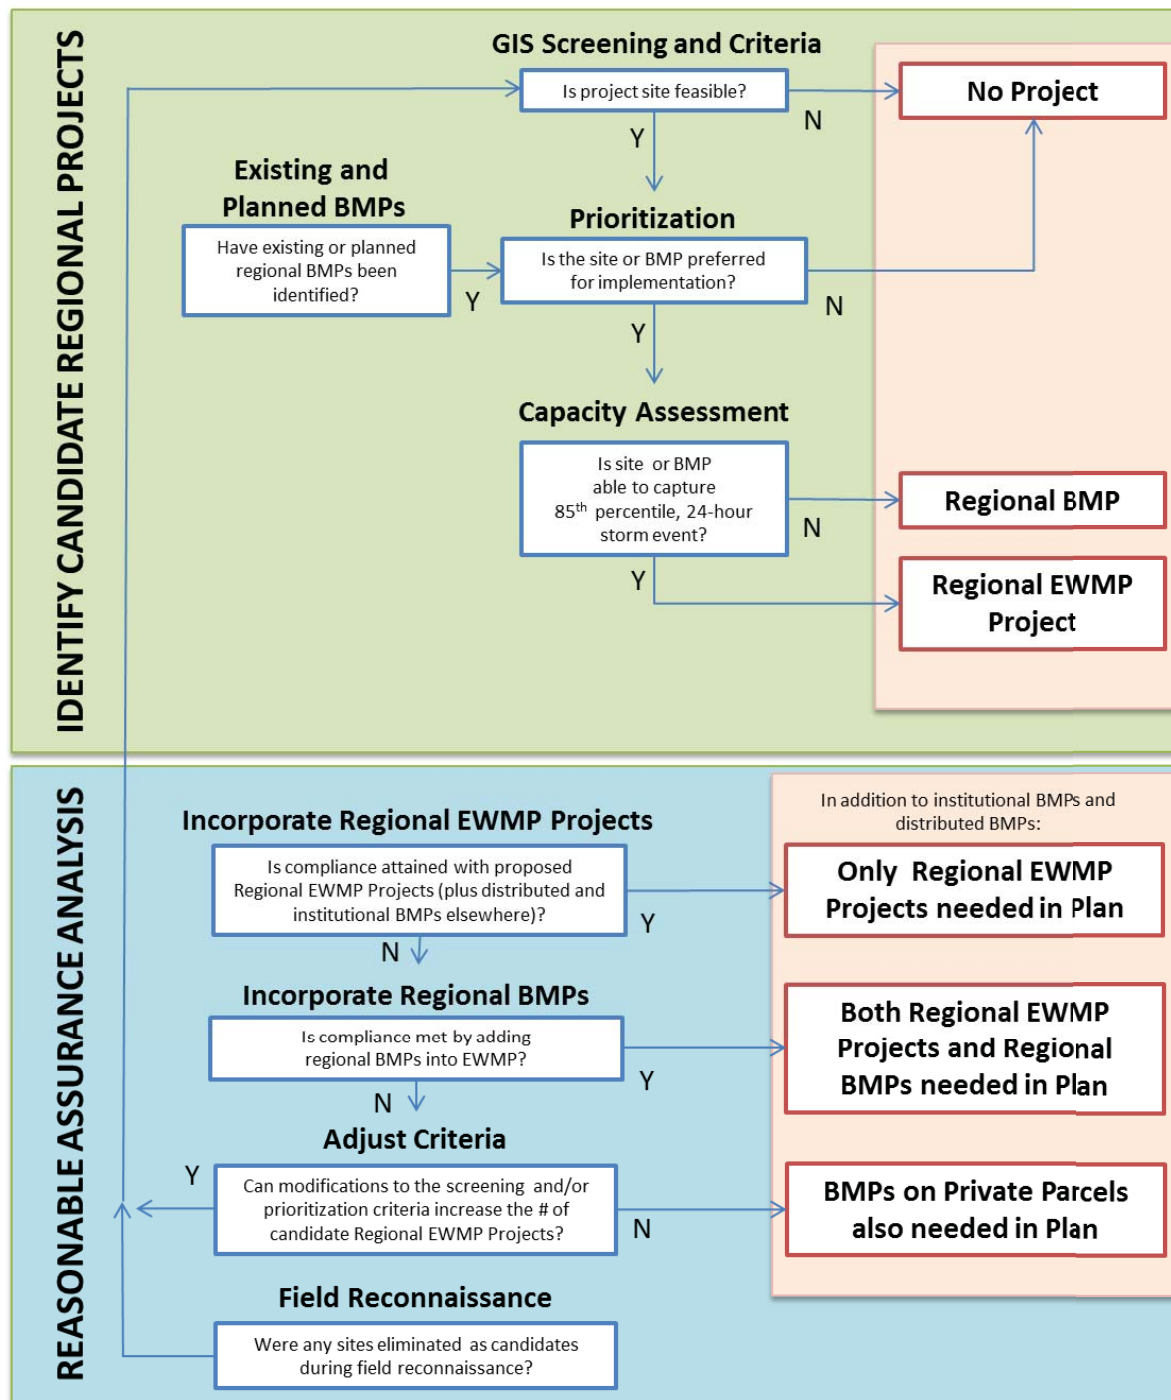 IDENTIFY CANDIDATE REGIONAL PROJECTS
GIS Screening and Criteria
Is project site feasible?
N
Y
No Project
Existing and
Planned BMPs
Have existing or planned
regional BMPs been
identified?
Y
Prioritization
Is the site or BMP preferred
for implementation?
N
Y
Capacity Assessment
Is site or BMP
able to capture
85th percentile, 24-hour
storm event?
N
Y
Regional BMP
Regional EWMP
Project
REASONABLE ASSURANCE ANALYSIS
Incorporate Regional EWMP Projects
Is compliance attained with proposed
Regional EWMP Projects (plus distributed and
institutional BMPs elsewhere)?
Y
N
In addition to institutional BMPs and
distributed BMPs:
Only Regional EWMP
Projects needed in Plan
Incorporate Regional BMPs
Is compliance met by adding
regional BMPs into EWMP?
Y
N
Both Regional EWMP
Projects and Regional
BMPs needed in Plan
Adjust Criteria
Y
Can modifications to the screening and/or
prioritization criteria increase the # of
candidate Regional EWMP Projects?
N
BMPs on Private Parcels
also needed in Plan
Field Reconnaissance
Were any sites eliminated as candidates
during field reconnaissance?